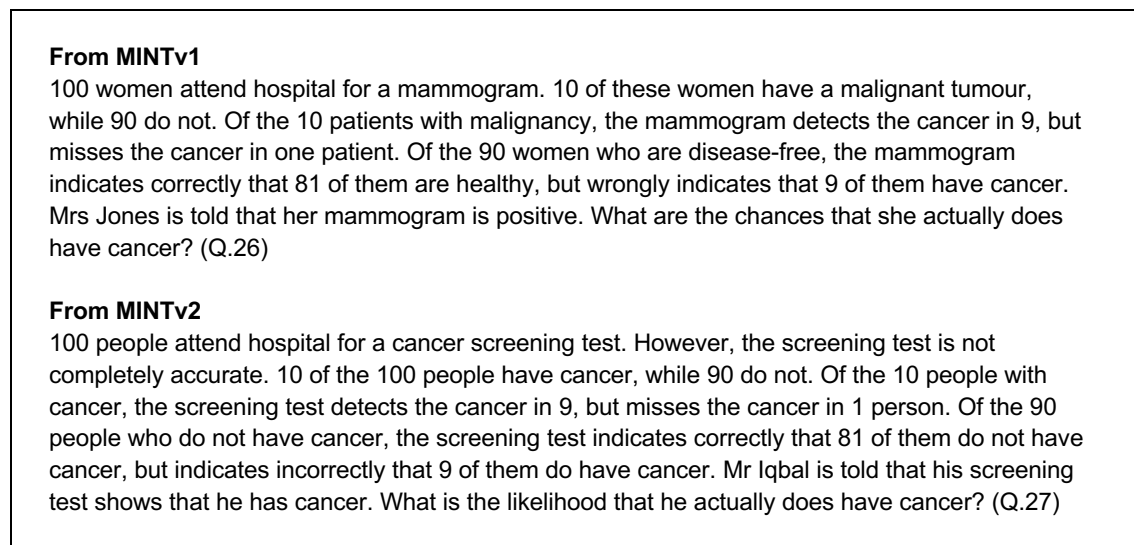 From MINTv1
100 women attend hospital for a mammogram. 10 of these women have a malignant tumour,
while 90 do not. Of the 10 patients with malignancy, the mammogram detects the cancer in 9, but
misses the cancer in one patient. Of the 90 women who are disease-free, the mammogram
indicates correctly that 81 of them are healthy, but wrongly indicates that 9 of them have cancer.
Mrs Jones is told that her mammogram is positive. What are the chances that she actually does
have cancer? (Q.26)
From MINTv2
100 people attend hospital for a cancer screening test. However, the screening test is not
completely accurate. 10 of the 100 people have cancer, while 90 do not. Of the 10 people with
cancer, the screening test detects the cancer in 9, but misses the cancer in 1 person. Of the 90
people who do not have cancer, the screening test indicates correctly that 81 of them do not have
cancer, but indicates incorrectly that 9 of them do have cancer. Mr Iqbal is told that his screening
test shows that he has cancer. What is the likelihood that he actually does have cancer? (Q.27)